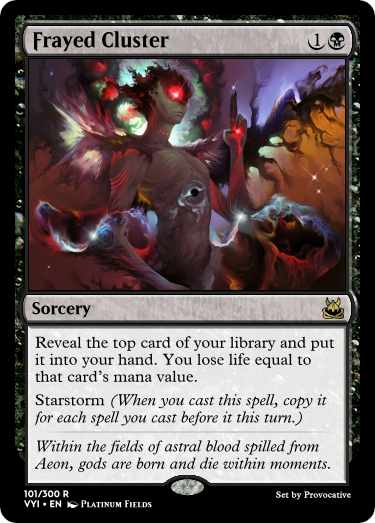 Frayed Cluster 1
Sorcery
Reveal the top card of your library and put
it into your hand. You lose life equal to
that card's mana value.
Starstorm (When you cast this spell, copy it
for each spell you cast before it this turn.)
Within the fields of astral blood spilled from
Aeon, gods are born and die within moments.
101/300 R
VYI • EN Platinum Fields
Set by Provocative